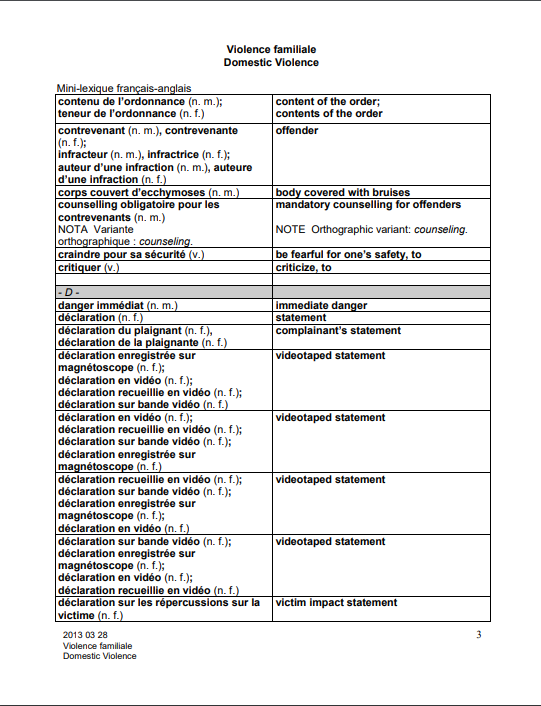 Violence familiale
Domestic Violence
Mini-lexique français-anglais
contenu de l'ordonnance (n. m.);
teneur de l'ordonnance (n. f.)
content of the order;
contents of the order
contrevenant (n. m.), contrevenante
(n. f.);
infracteur (n. m.), infractrice (n. f.);
auteur d'une infraction (n. m.), auteure
d'une infraction (n. f.)
offender
corps couvert d'ecchymoses (n. m.)
body covered with bruises
counselling obligatoire pour les
contrevenants (n. m.)
NOTA Variante
orthographique : counseling.
mandatory counselling for offenders
NOTE Orthographic variant: counseling.
craindre pour sa sécurité (v.)
be fearful for one's safety, to
critiquer (v.)
criticize, to
- D -
danger immédiat (n. m.)
immediate danger
déclaration (n. f.)
statement
déclaration du plaignant (n. f.),
déclaration de la plaignante (n. f.)
complainant's statement
déclaration enregistrée sur
magnétoscope (n. f.);
déclaration en vidéo (n. f.);
déclaration recueillie en vidéo (n. f.);
déclaration sur bande vidéo (n. f.)
videotaped statement
déclaration en vidéo (n. f.);
déclaration recueillie en vidéo (n. f.);
déclaration sur bande vidéo (n. f.);
déclaration enregistrée sur
magnétoscope (n. f.)
videotaped statement
déclaration recueillie en vidéo (n. f.);
déclaration sur bande vidéo (n. f.);
déclaration enregistrée sur
magnétoscope (n. f.);
déclaration en vidéo (n. f.)
videotaped statement
déclaration sur bande vidéo (n. f.);
déclaration enregistrée sur
magnétoscope (n. f.);
déclaration en vidéo (n. f.);
déclaration recueillie en vidéo (n. f.)
videotaped statement
déclaration sur les répercussions sur la
victime (n. f.)
victim impact statement
2013 03 28
Violence familiale
Domestic Violence
3